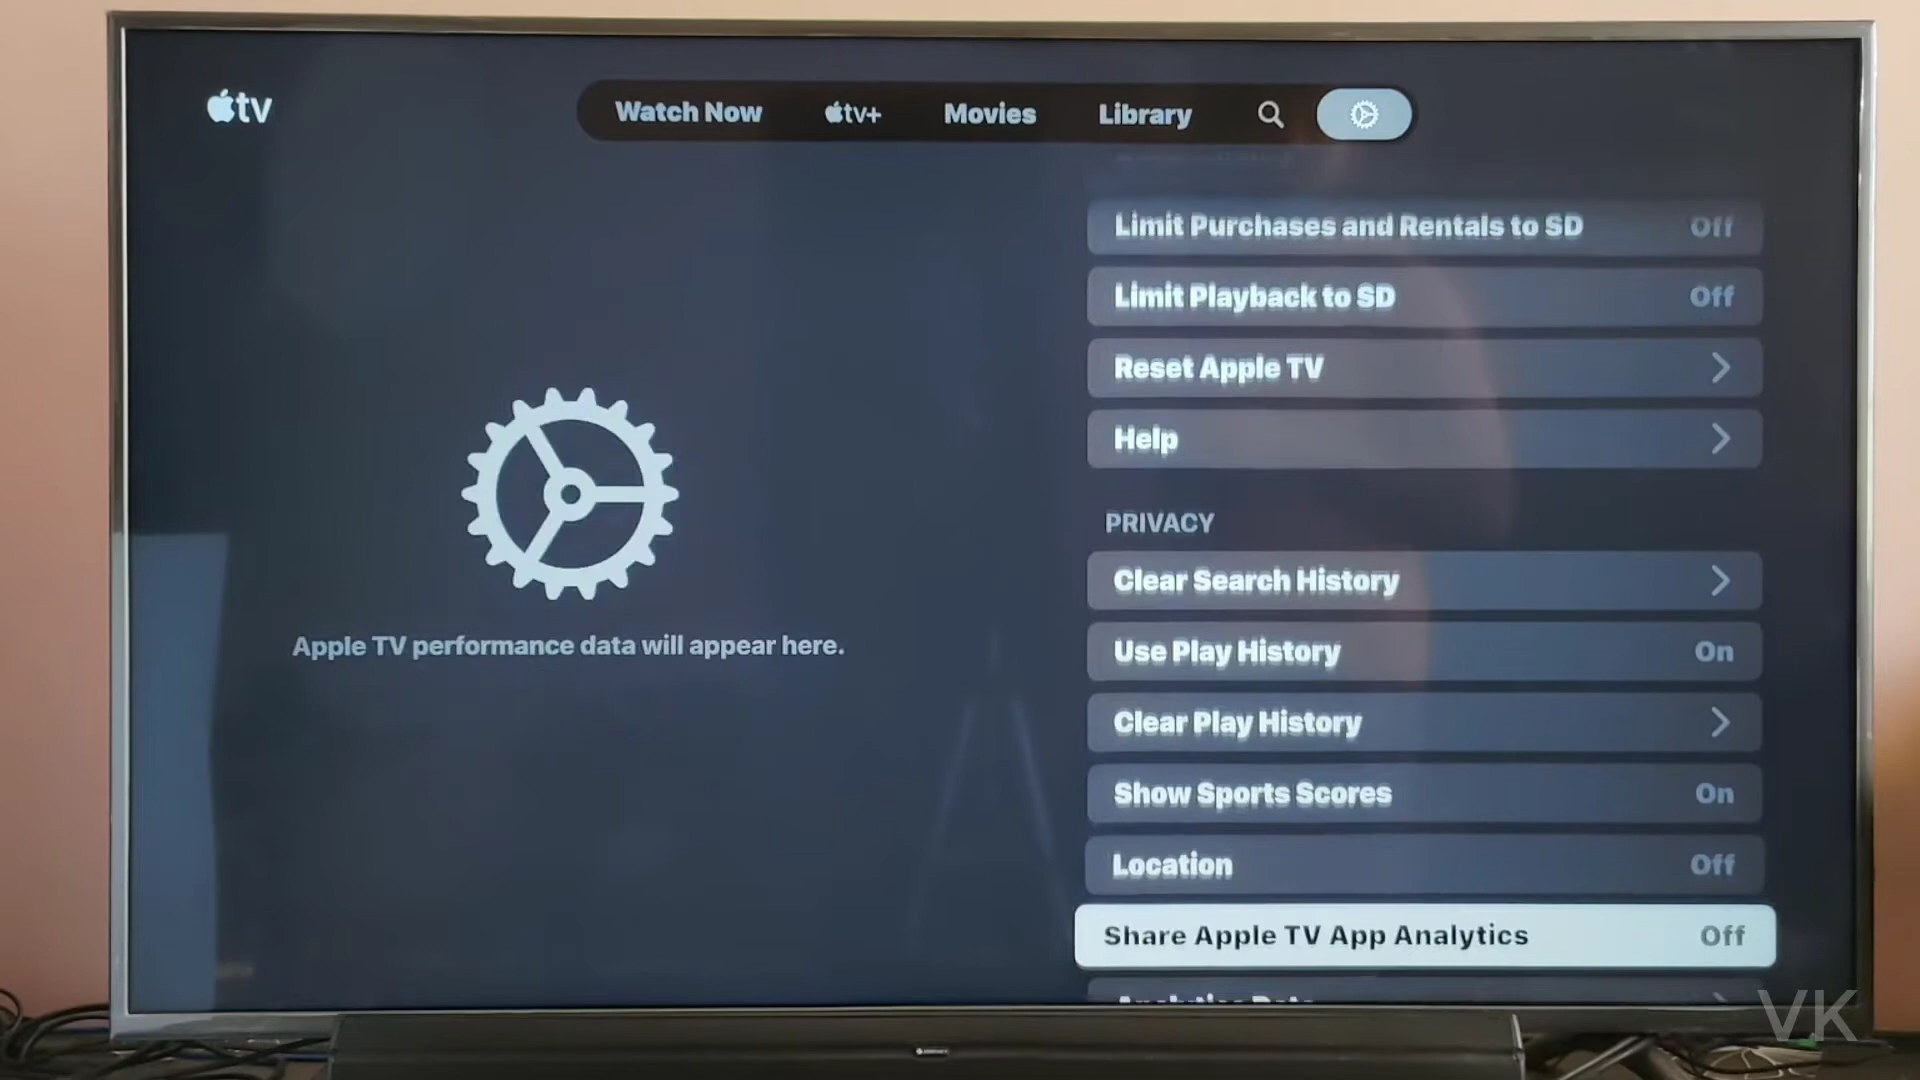 tv
Watch Now
tv+
Movies
Library
Limit Purchases and Rentals to SD
Off
Limit Playback to SD
Off
Reset Apple TV
Help
PRIVACY
Clear Search History
Use Play History
On
Clear Play History
Show Sports Scores
On
Location
Off
Share Apple TV App Analytics
Off
Apple TV performance data will appear here.
VK